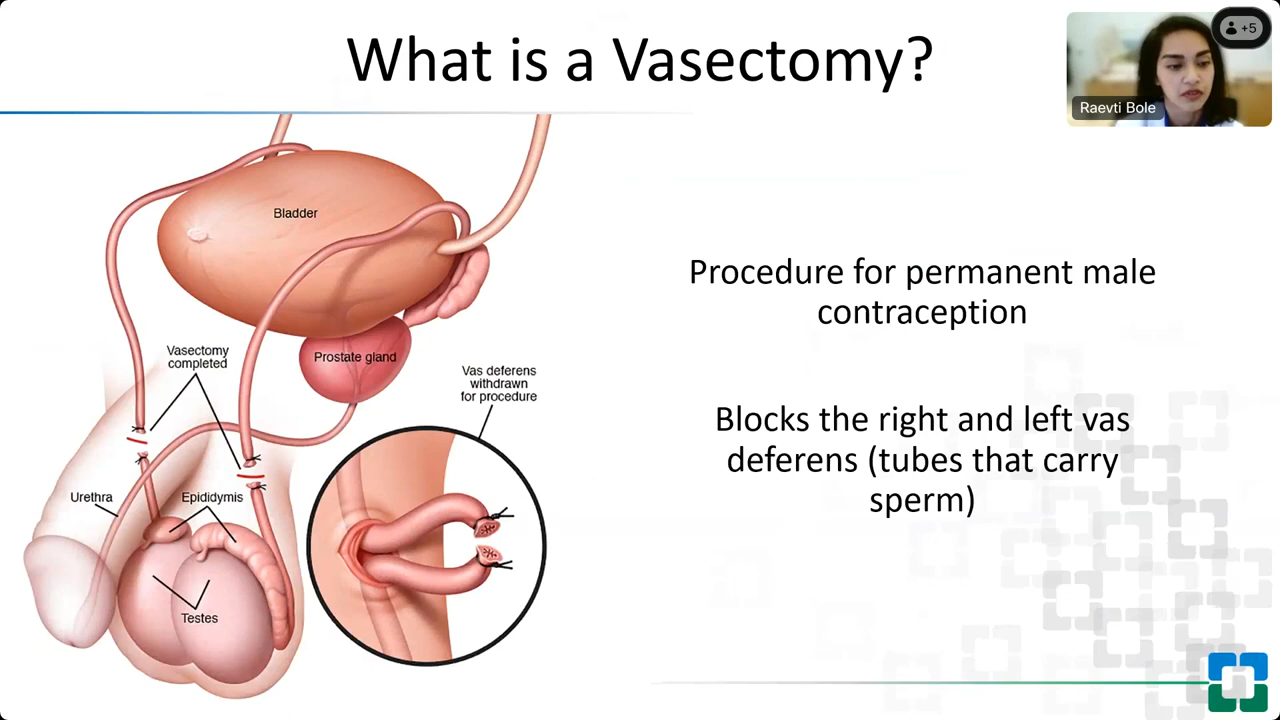 What is a Vasectomy?
+5
Raevti Bole
Bladder
Prostate gland
Vasectomy
completed
Vas deferens
withdrawn
for procedure
Urethra
Epididymis
Testes
Procedure for permanent male
contraception
Blocks the right and left vas
deferens (tubes that carry
sperm)